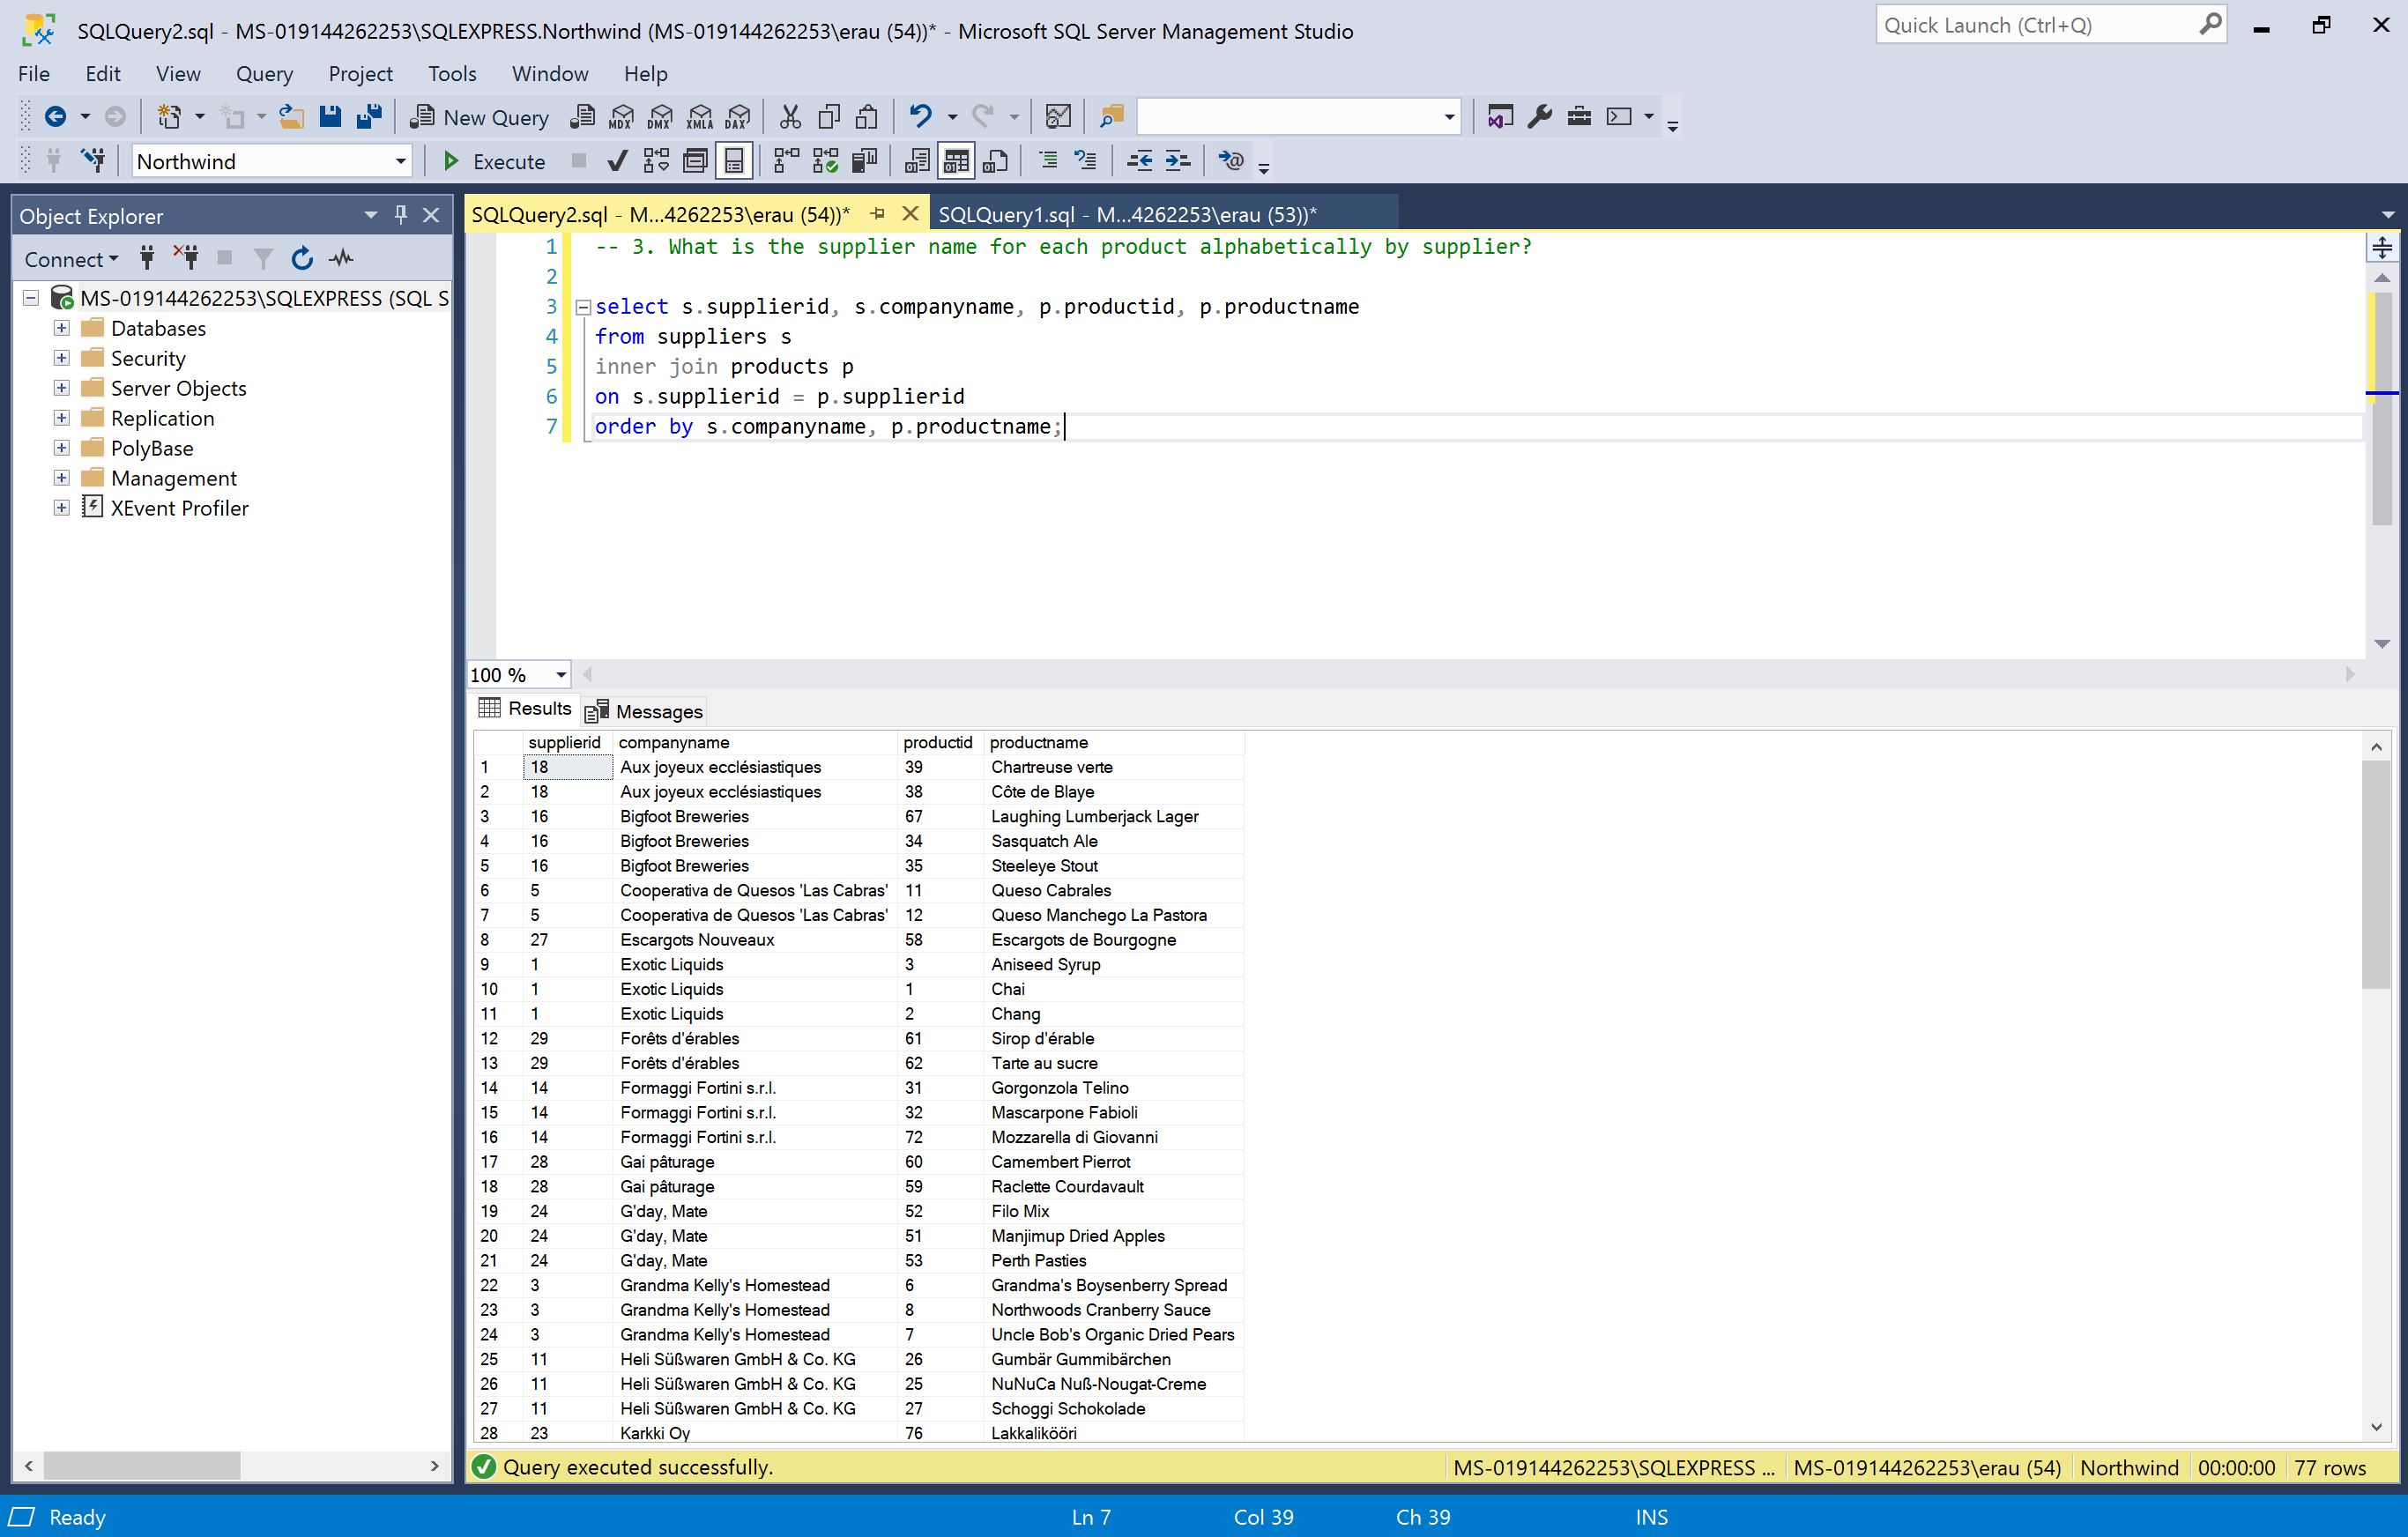 SQLQuery2.sql - MS-019144262253\SQLEXPRESS.Northwind (MS-019144262253\erau (54))* - Microsoft SQL Server Management Studio
Quick Launch (Ctrl+Q)
File Edit View Query Project Tools Window Help
New Query MDX DMX XMLA DAX
Northwind Execute
Object Explorer
Connect
MS-019144262253\SQLEXPRESS (SQL S
Databases
Security
Server Objects
Replication
PolyBase
Management
XEvent Profiler
SQLQuery2.sql - M...4262253\erau (54))* SQLQuery1.sql - M...4262253\erau (53))*
1 -- 3. What is the supplier name for each product alphabetically by supplier?
2
3 select s.supplierid, s.companyname, p.productid, p.productname
4 from suppliers s
5 inner join products p
6 on s.supplierid = p.supplierid
7 order by s.companyname, p.productname;
100 %
Results Messages
supplierid companyname productid productname
1 18 Aux joyeux ecclésiastiques 39 Chartreuse verte
2 18 Aux joyeux ecclésiastiques 38 Côte de Blaye
3 16 Bigfoot Breweries 67 Laughing Lumberjack Lager
4 16 Bigfoot Breweries 34 Sasquatch Ale
5 16 Bigfoot Breweries 35 Steeleye Stout
6 5 Cooperativa de Quesos 'Las Cabras' 11 Queso Cabrales
7 5 Cooperativa de Quesos 'Las Cabras' 12 Queso Manchego La Pastora
8 27 Escargots Nouveaux 58 Escargots de Bourgogne
9 1 Exotic Liquids 3 Aniseed Syrup
10 1 Exotic Liquids 1 Chai
11 1 Exotic Liquids 2 Chang
12 29 Forêts d'érables 61 Sirop d'érable
13 29 Forêts d'érables 62 Tarte au sucre
14 14 Formaggi Fortini s.r.l. 31 Gorgonzola Telino
15 14 Formaggi Fortini s.r.l. 32 Mascarpone Fabioli
16 14 Formaggi Fortini s.r.l. 72 Mozzarella di Giovanni
17 28 Gai pâturage 60 Camembert Pierrot
18 28 Gai pâturage 59 Raclette Courdavault
19 24 G'day, Mate 52 Filo Mix
20 24 G'day, Mate 51 Manjimup Dried Apples
21 24 G'day, Mate 53 Perth Pasties
22 3 Grandma Kelly's Homestead 6 Grandma's Boysenberry Spread
23 3 Grandma Kelly's Homestead 8 Northwoods Cranberry Sauce
24 3 Grandma Kelly's Homestead 7 Uncle Bob's Organic Dried Pears
25 11 Heli Süßwaren GmbH & Co. KG 26 Gumbär Gummibärchen
26 11 Heli Süßwaren GmbH & Co. KG 25 NuNuCa Nuß-Nougat-Creme
27 11 Heli Süßwaren GmbH & Co. KG 27 Schoggi Schokolade
28 23 Karkki Oy 76 Lakkalikööri
Query executed successfully. MS-019144262253\SQLEXPRESS ... MS-019144262253\erau (54) Northwind 00:00:00 77 rows
Ready Ln 7 Col 39 Ch 39 INS